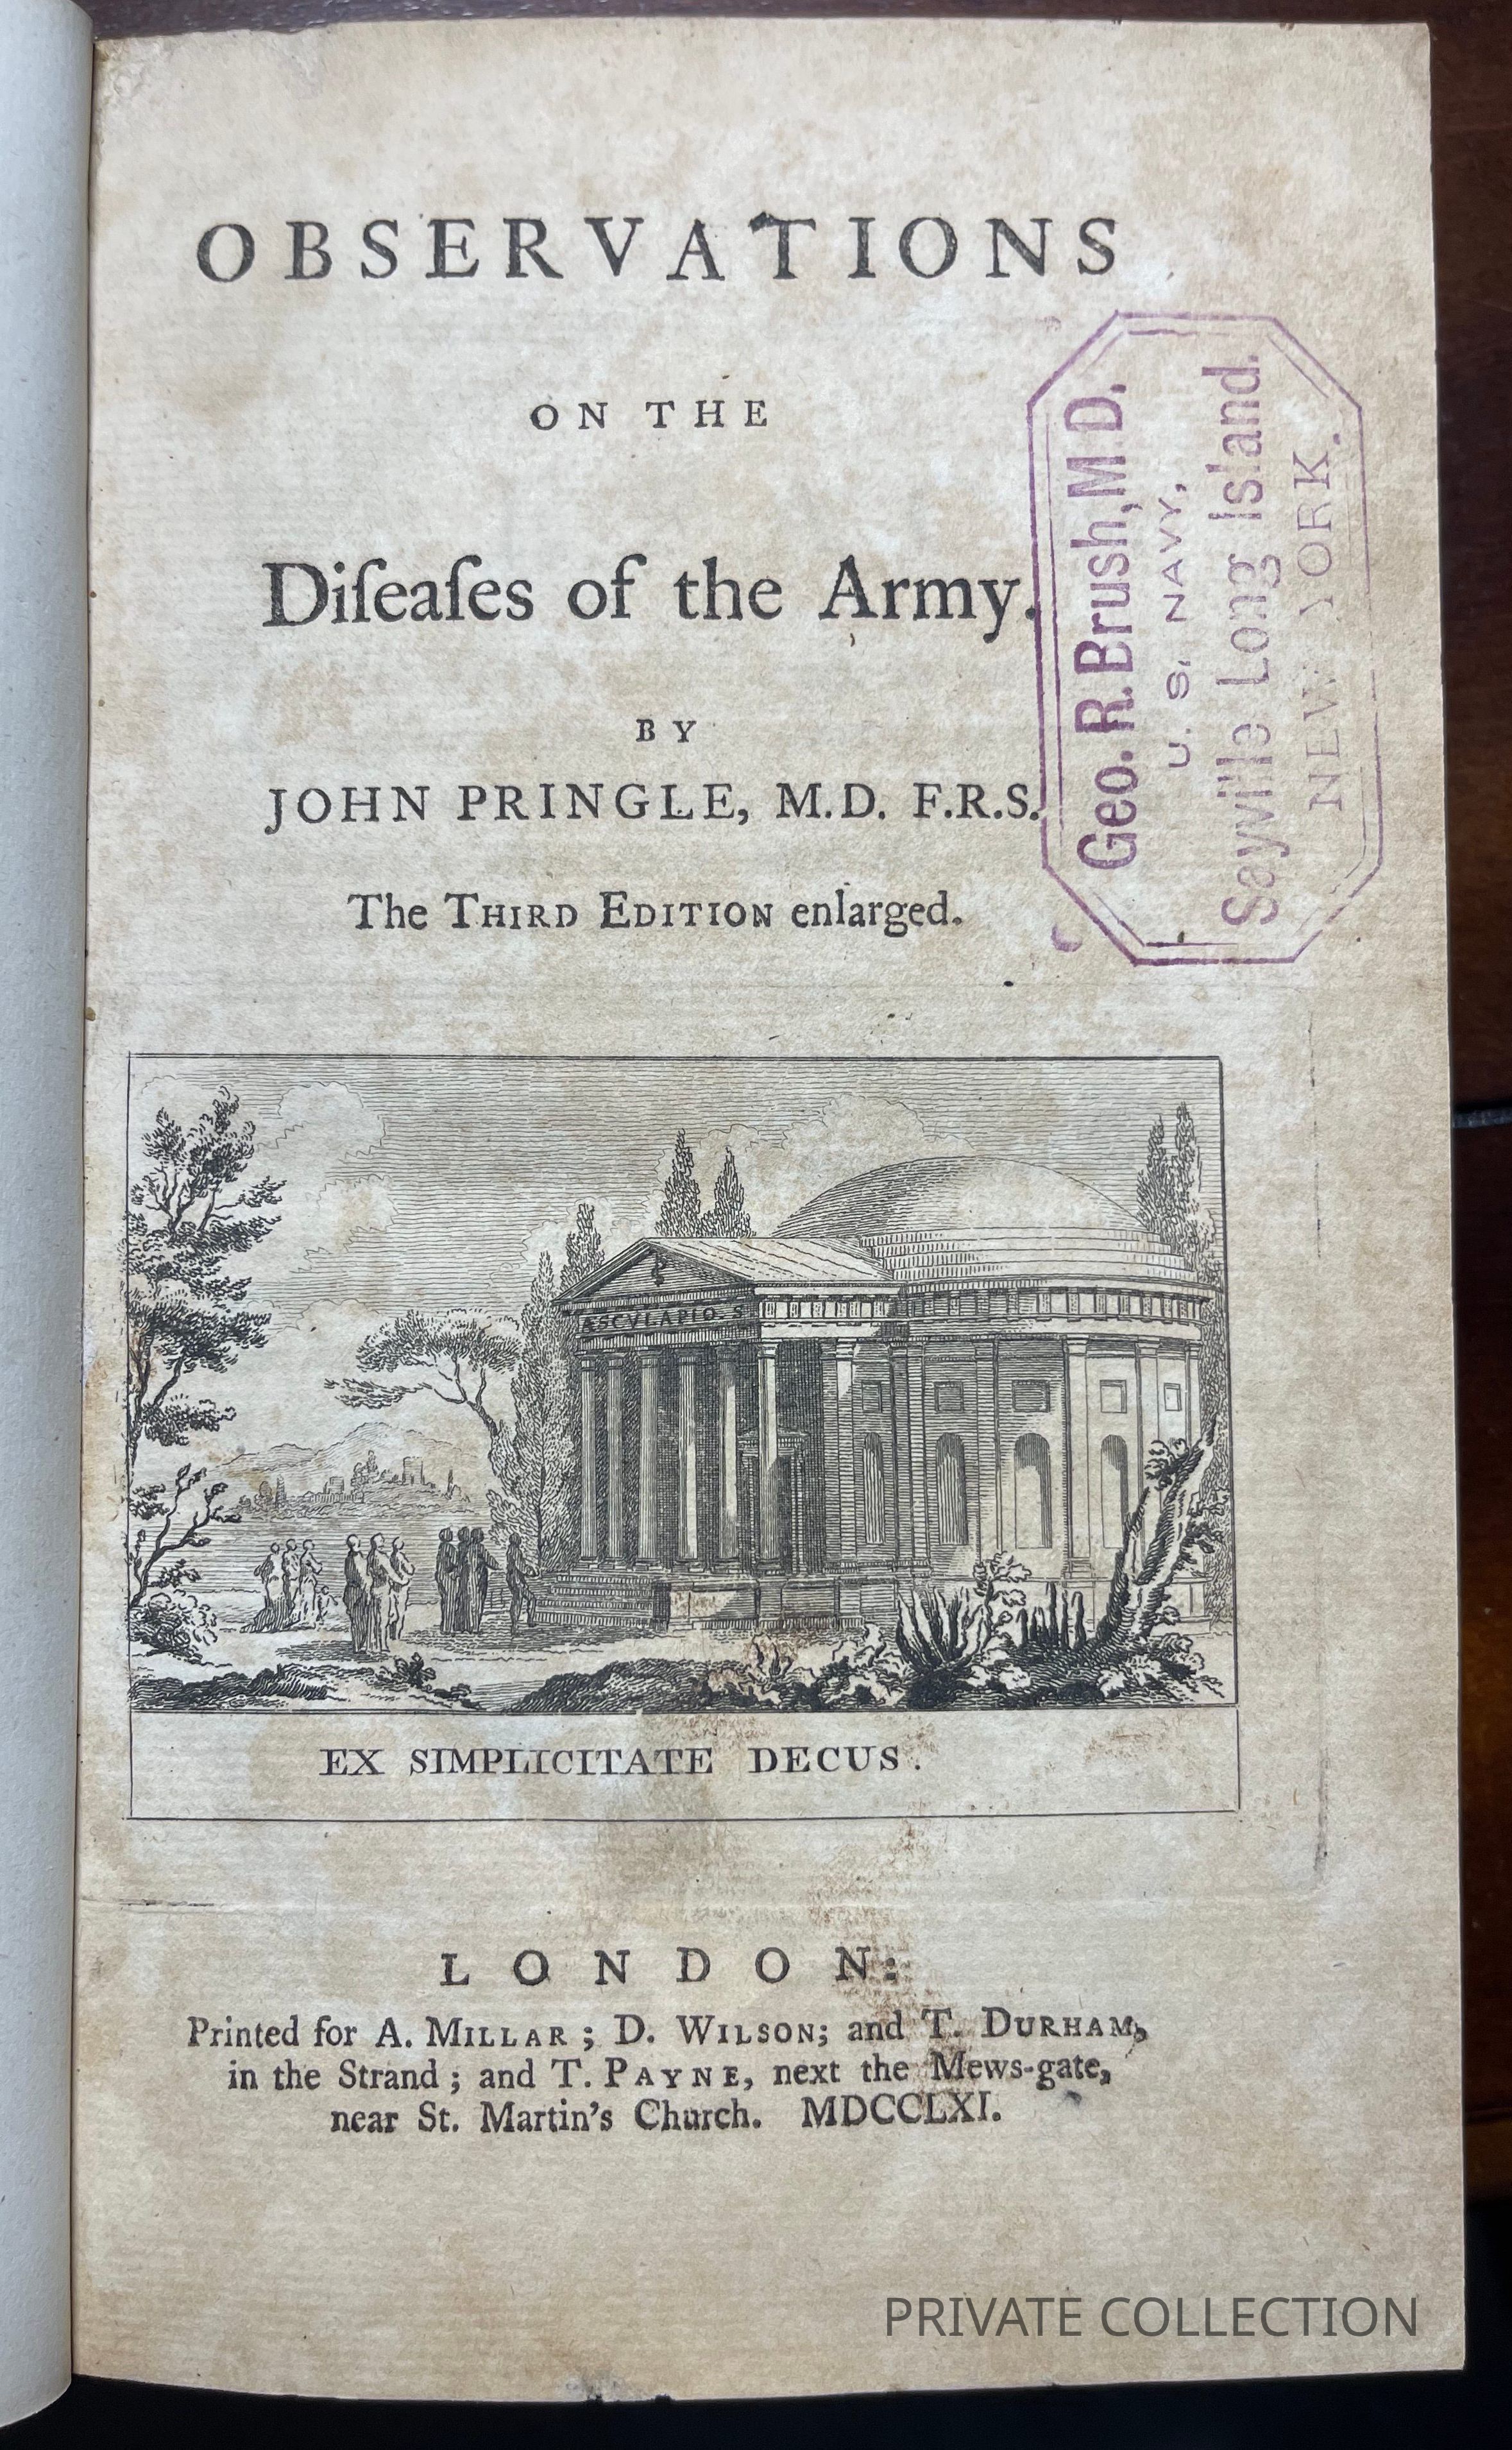 OBSERVATIONS
ON THE
Diſeaſes of the Army.
BY
JOHN PRINGLE, M.D. F.R.S.
The THIRD EDITION enlarged.
Geo. R. Brush, M.D.
U. S. NAVY,
Sayville Long Island.
NEW YORK.
ÆSCVLAPIO. S
EX SIMPLICITATE DECUS.
LONDON:
Printed for A. MILLAR; D. WILSON; and T. DURHAM,
in the Strand; and T. PAYNE, next the Mews-gate,
near St. Martin's Church. MDCCLXI.
PRIVATE COLLECTION